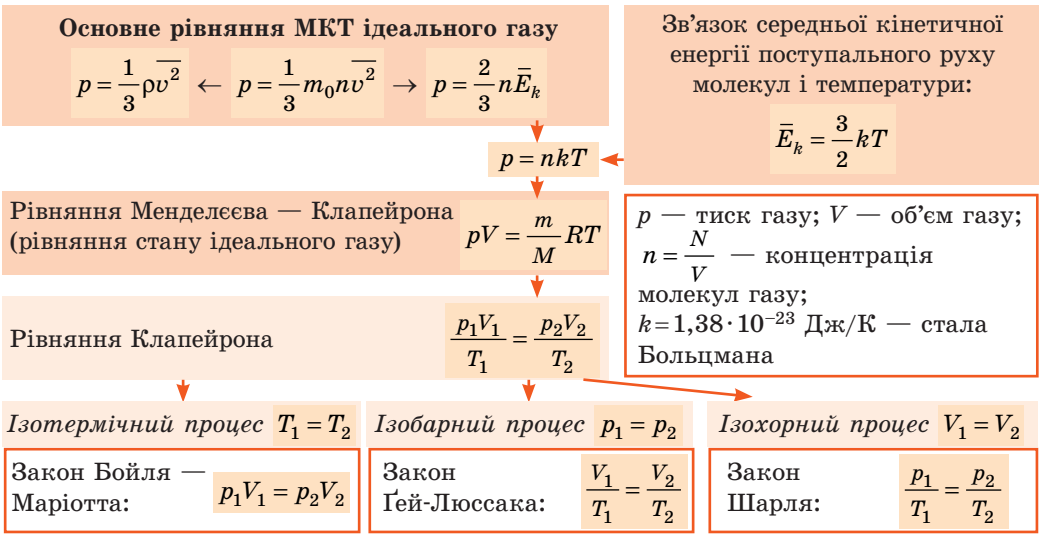 Основне рівняння МКТ ідеального газу
p = 1/3 ρv̅² ← p = 1/3 m₀nv̅² → p = 2/3 nE̅ₖ
Зв’язок середньої кінетичної
енергії поступального руху
молекул і температури:
E̅ₖ = 3/2 kT
p = nkT
Рівняння Менделєєва — Клапейрона
(рівняння стану ідеального газу)
pV = m/M RT
p — тиск газу; V — об’єм газу;
n = N/V — концентрація
молекул газу;
k = 1,38 · 10⁻²³ Дж/К — стала
Больцмана
Рівняння Клапейрона
p₁V₁/T₁ = p₂V₂/T₂
Ізотермічний процес T₁ = T₂
Закон Бойля —
Маріотта: p₁V₁ = p₂V₂
Ізобарний процес p₁ = p₂
Закон
Ґей-Люссака: V₁/T₁ = V₂/T₂
Ізохорний процес V₁ = V₂
Закон
Шарля: p₁/T₁ = p₂/T₂